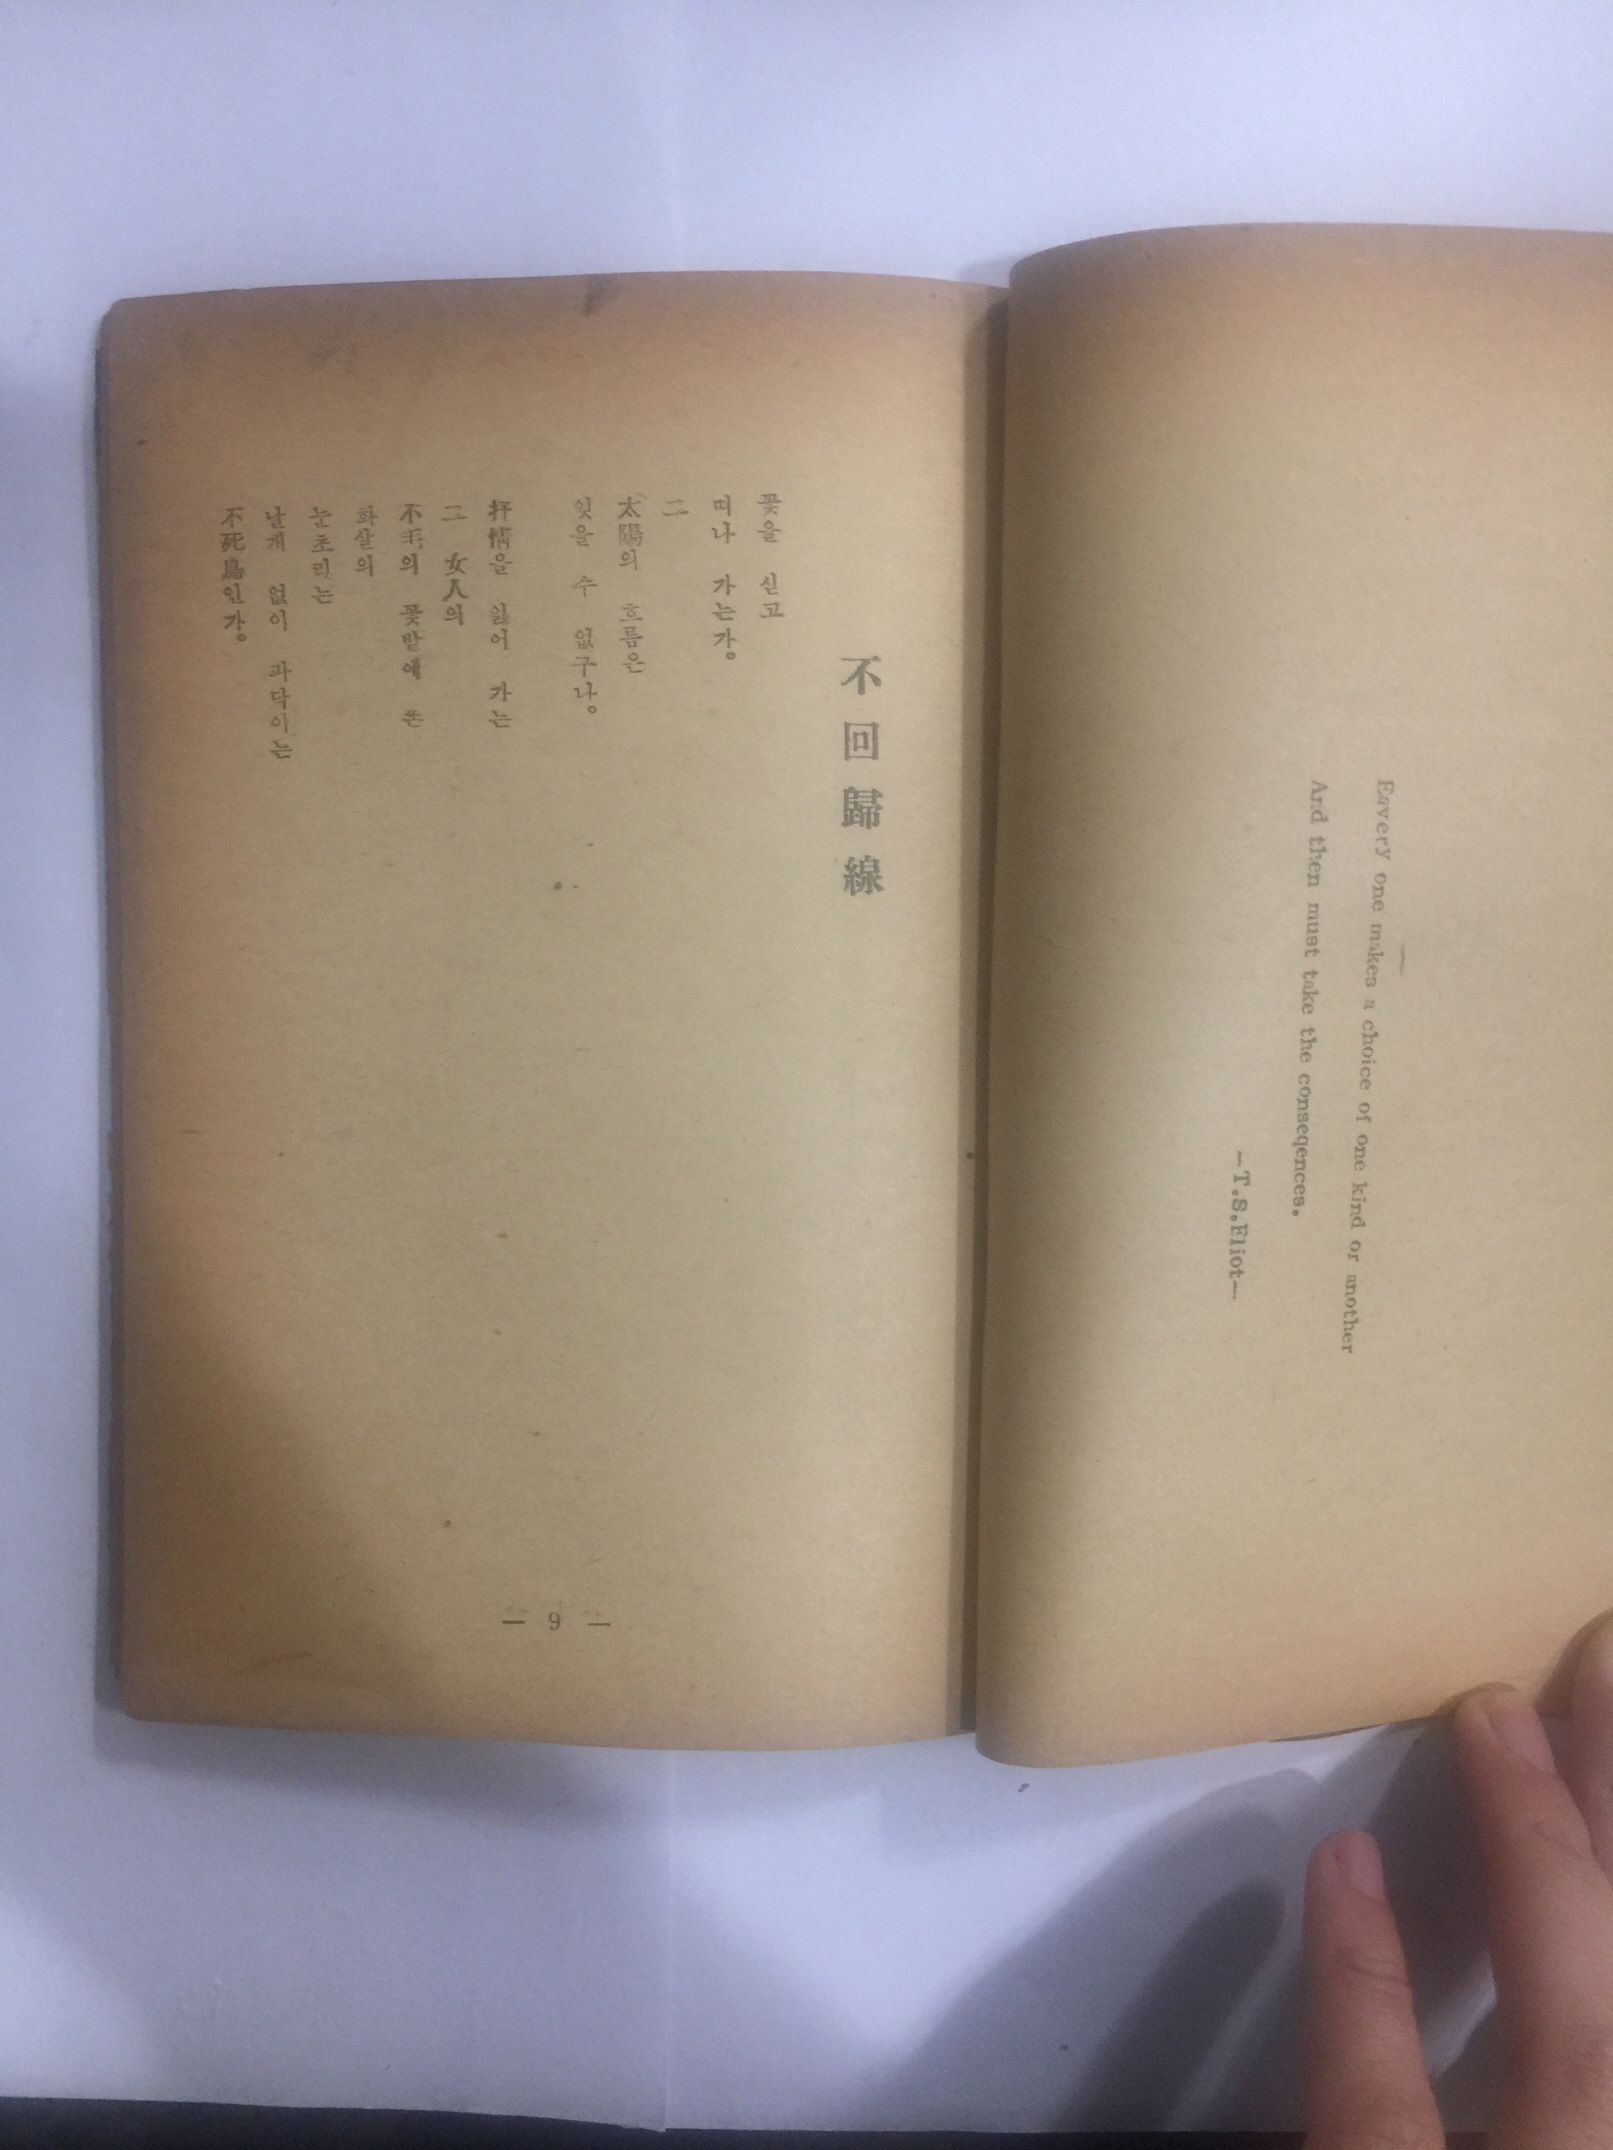 Eavery one makes a choice of one kind or another
And then must take the conseqences.
—T.S.Eliot—
不回歸線
꽃을 싣고
떠나 가는가。
그
太陽의 흐름은
잊을 수 없구나。
抒情을 잃어 가는
그 女人의
不毛의 꽃밭에 쏜
화살의
눈초리는
날개 없이 파닥이는
不死鳥인가。
— 9 —